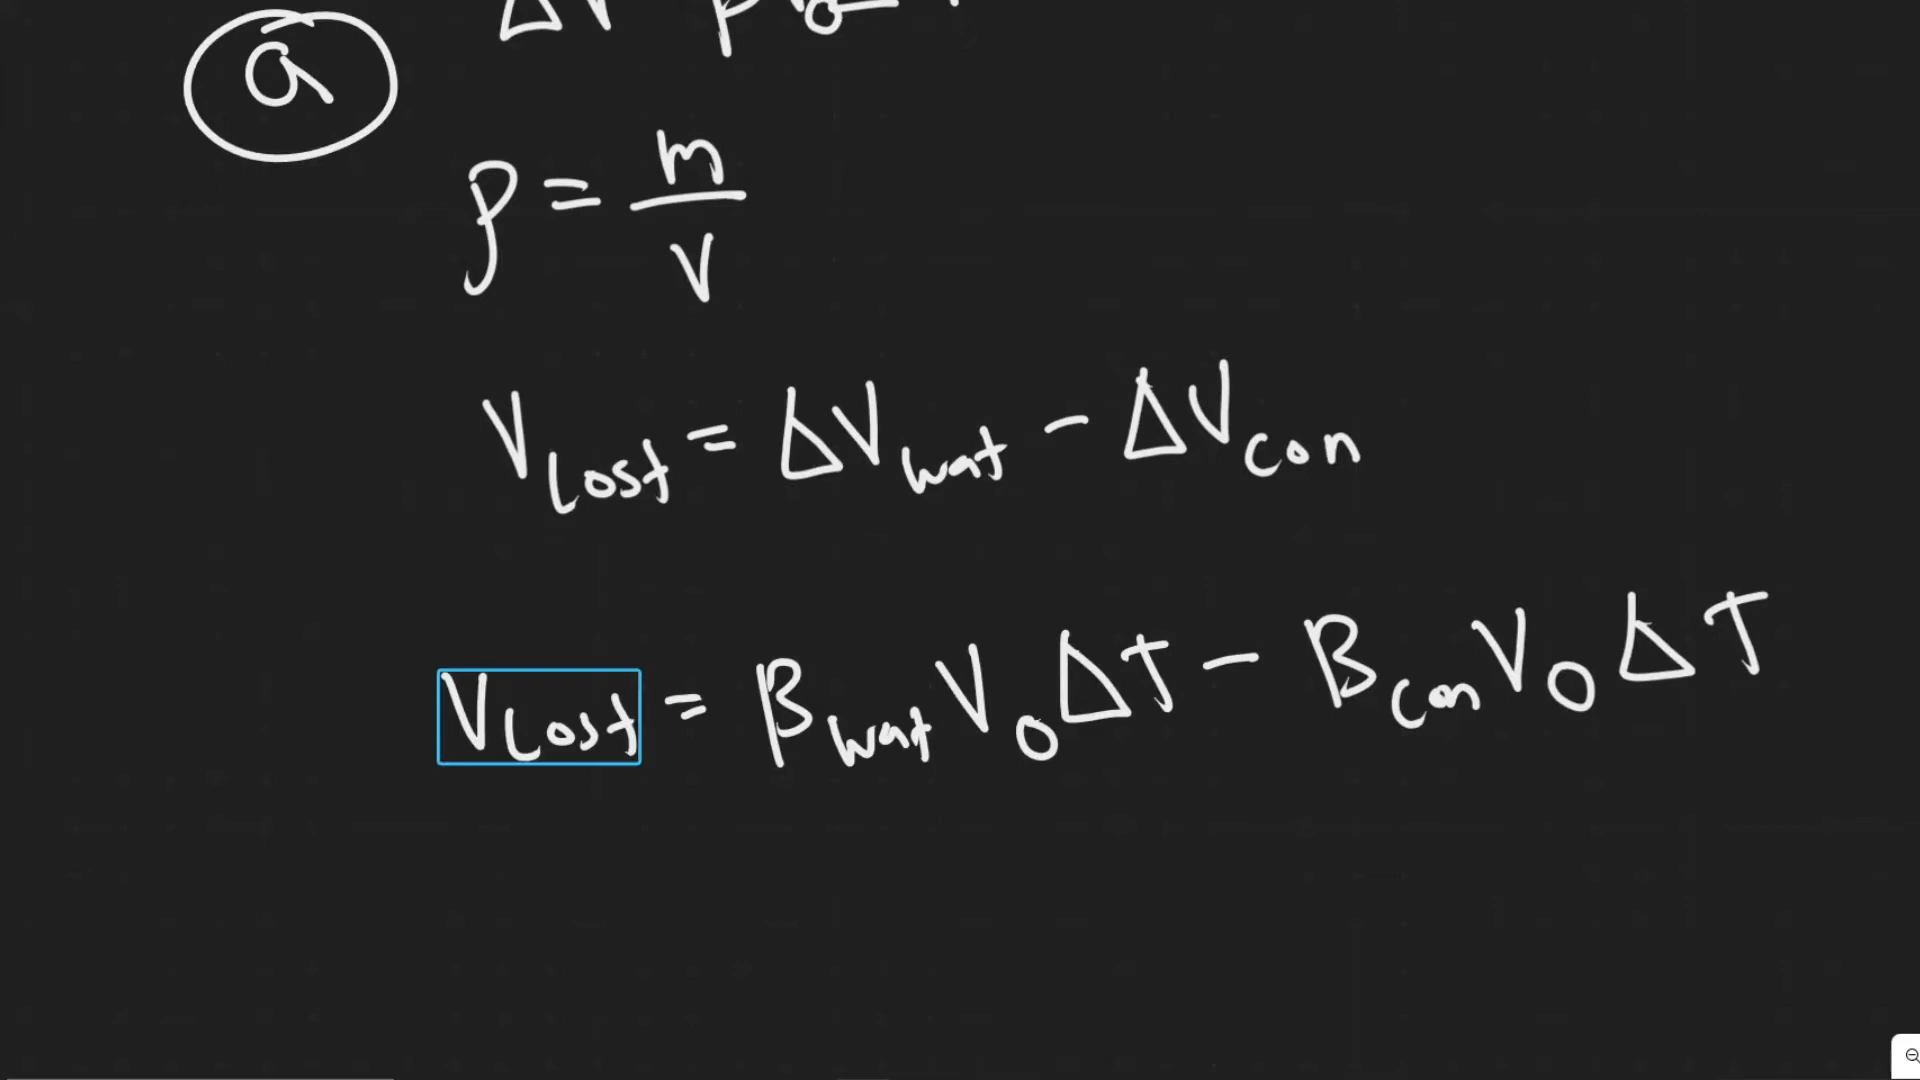 a
ρ = m/V
V_Lost = ΔV_wat - ΔV_con
V_Lost = β_wat V_0 ΔT - β_con V_0 ΔT